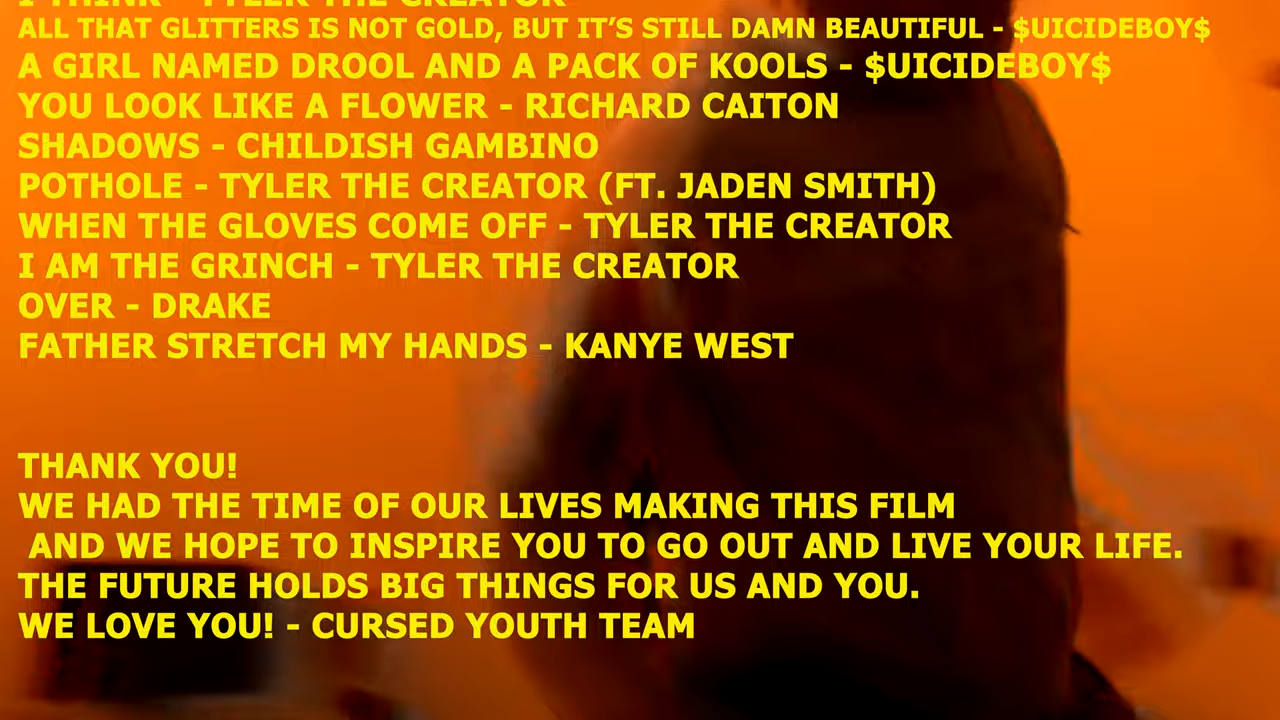 I THINK - TYLER THE CREATOR
ALL THAT GLITTERS IS NOT GOLD, BUT IT’S STILL DAMN BEAUTIFUL - $UICIDEBOY$
A GIRL NAMED DROOL AND A PACK OF KOOLS - $UICIDEBOY$
YOU LOOK LIKE A FLOWER - RICHARD CAITON
SHADOWS - CHILDISH GAMBINO
POTHOLE - TYLER THE CREATOR (FT. JADEN SMITH)
WHEN THE GLOVES COME OFF - TYLER THE CREATOR
I AM THE GRINCH - TYLER THE CREATOR
OVER - DRAKE
FATHER STRETCH MY HANDS - KANYE WEST
THANK YOU!
WE HAD THE TIME OF OUR LIVES MAKING THIS FILM
AND WE HOPE TO INSPIRE YOU TO GO OUT AND LIVE YOUR LIFE.
THE FUTURE HOLDS BIG THINGS FOR US AND YOU.
WE LOVE YOU! - CURSED YOUTH TEAM